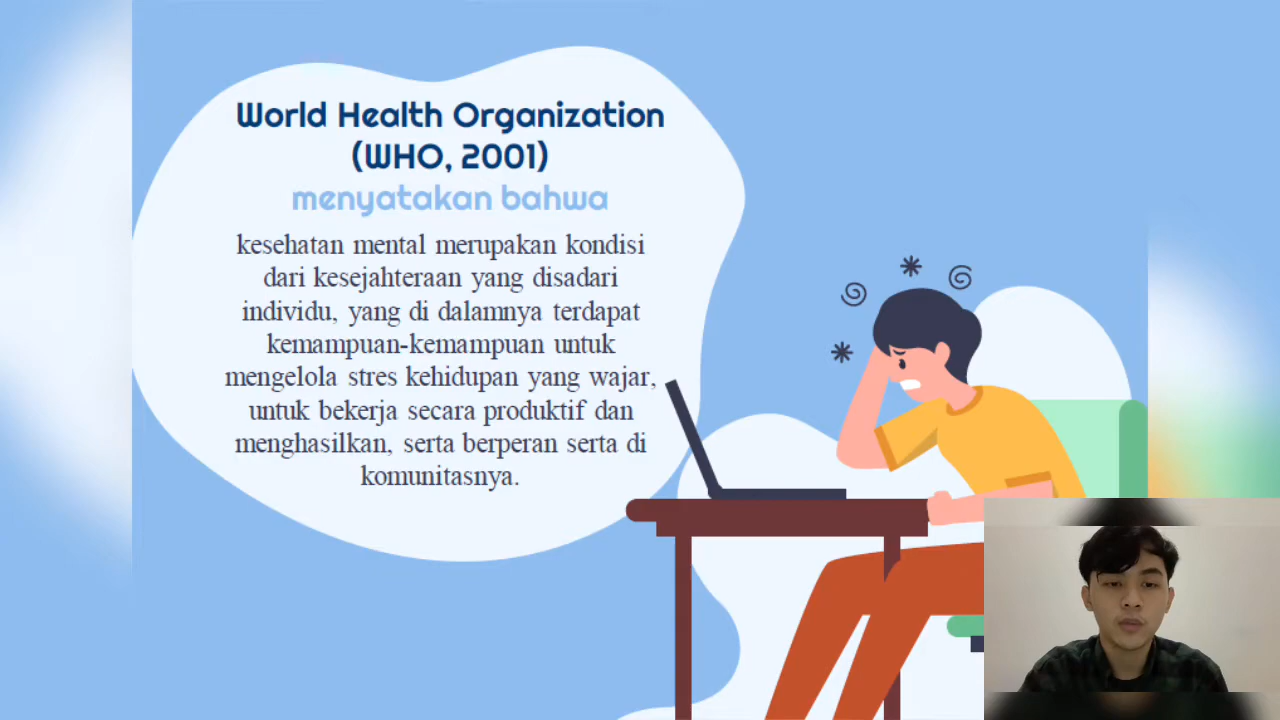 World Health Organization
(WHO, 2001)
menyatakan bahwa
kesehatan mental merupakan kondisi
dari kesejahteraan yang disadari
individu, yang di dalamnya terdapat
kemampuan-kemampuan untuk
mengelola stres kehidupan yang wajar,
untuk bekerja secara produktif dan
menghasilkan, serta berperan serta di
komunitasnya.